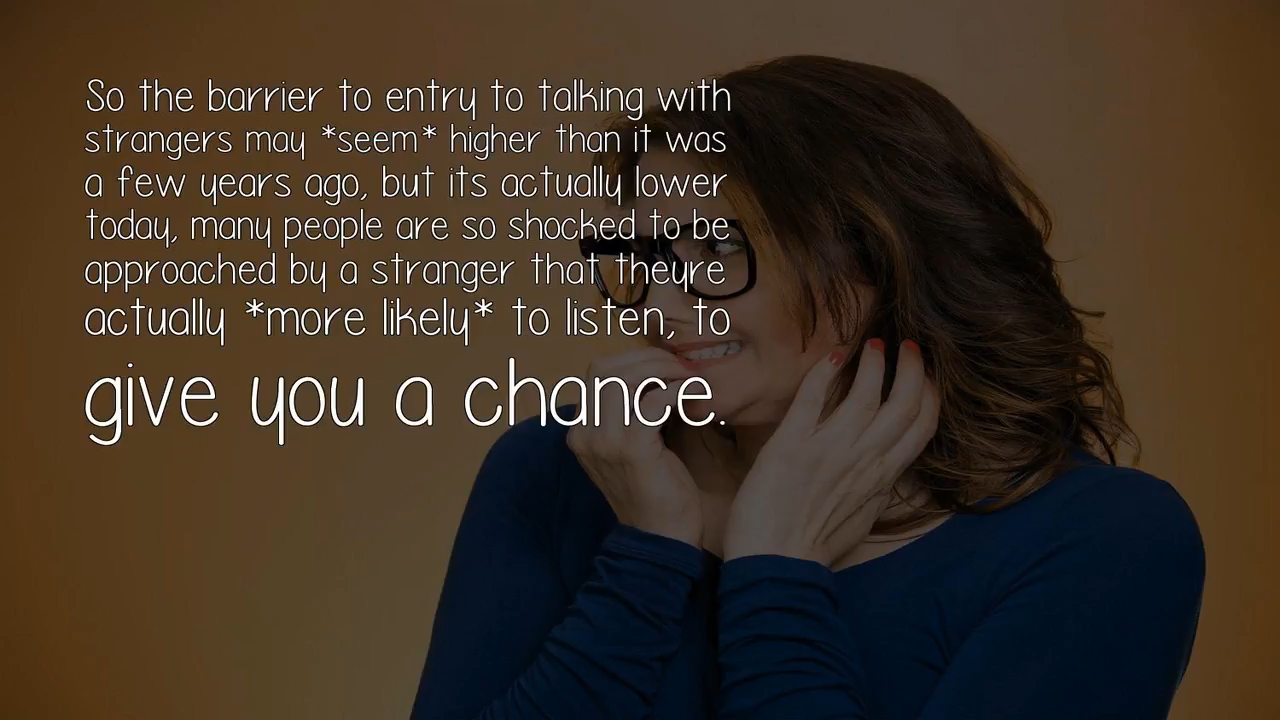 So the barrier to entry to talking with
strangers may *seem* higher than it was
a few years ago, but its actually lower
today, many people are so shocked to be
approached by a stranger that theyre
actually *more likely* to listen, to
give you a chance.